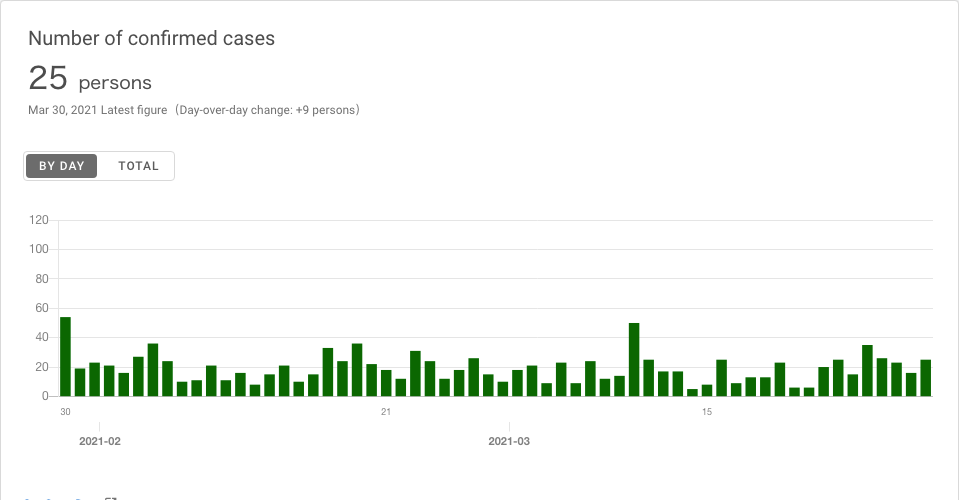 Number of confirmed cases
25 persons
Mar 30, 2021 Latest figure（Day-over-day change: +9 persons）
BY DAY TOTAL
120
100
80
60
40
20
0
30 21 15
2021-02 2021-03